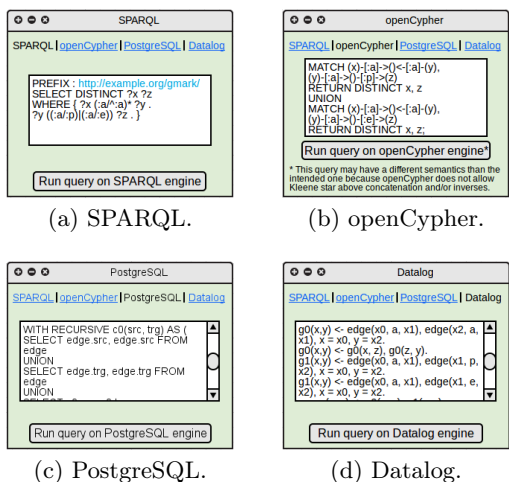 SPARQL
SPARQL|openCypher|PostgreSQL|Datalog
PREFIX : http://example.org/gmark/
SELECT DISTINCT ?x ?z
WHERE { ?x (:a/^:a)* ?y .
?y ((:a/:p)|(:a/:e)) ?z . }
Run query on SPARQL engine
(a) SPARQL.
openCypher
SPARQL|openCypher|PostgreSQL|Datalog
MATCH (x)-[:a]->()<-[:a]-(y),
(y)-[:a]->()-[:p]->(z)
RETURN DISTINCT x, z
UNION
MATCH (x)-[:a]->()<-[:a]-(y),
(y)-[:a]->()-[:e]->(z)
RETURN DISTINCT x, z;
Run query on openCypher engine*
* This query may have a different semantics than the
intended one because openCypher does not allow
Kleene star above concatenation and/or inverses.
(b) openCypher.
PostgreSQL
SPARQL|openCypher|PostgreSQL|Datalog
WITH RECURSIVE c0(src, trg) AS (
SELECT edge.src, edge.src FROM
edge
UNION
SELECT edge.trg, edge.trg FROM
edge
UNION
Run query on PostgreSQL engine
(c) PostgreSQL.
Datalog
SPARQL|openCypher|PostgreSQL|Datalog
g0(x,y) <- edge(x0, a, x1), edge(x2, a,
x1), x = x0, y = x2.
g0(x,y) <- g0(x, z), g0(z, y).
g1(x,y) <- edge(x0, a, x1), edge(x1, p,
x2), x = x0, y = x2.
g1(x,y) <- edge(x0, a, x1), edge(x1, e,
x2), x = x0, y = x2.
Run query on Datalog engine
(d) Datalog.